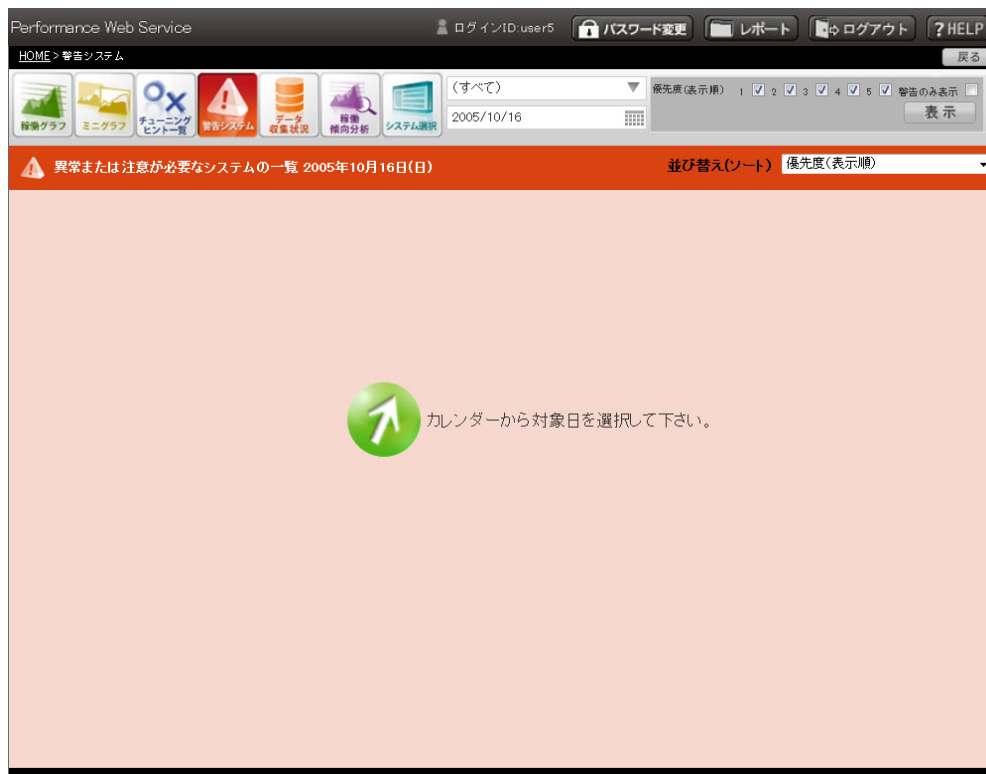 Performance Web Service
ログインID:user5
パスワード変更
レポート
ログアウト
?HELP
HOME > 警告システム
戻る
稼働グラフ
ミニグラフ
チューニング
ヒント一覧
警告システム
データ
収集状況
稼働
傾向分析
システム選択
(すべて)
2005/10/16
優先度(表示順) 1 2 3 4 5 警告のみ表示
表示
異常または注意が必要なシステムの一覧 2005年10月16日(日)
並び替え(ソート) 優先度(表示順)
カレンダーから対象日を選択して下さい。